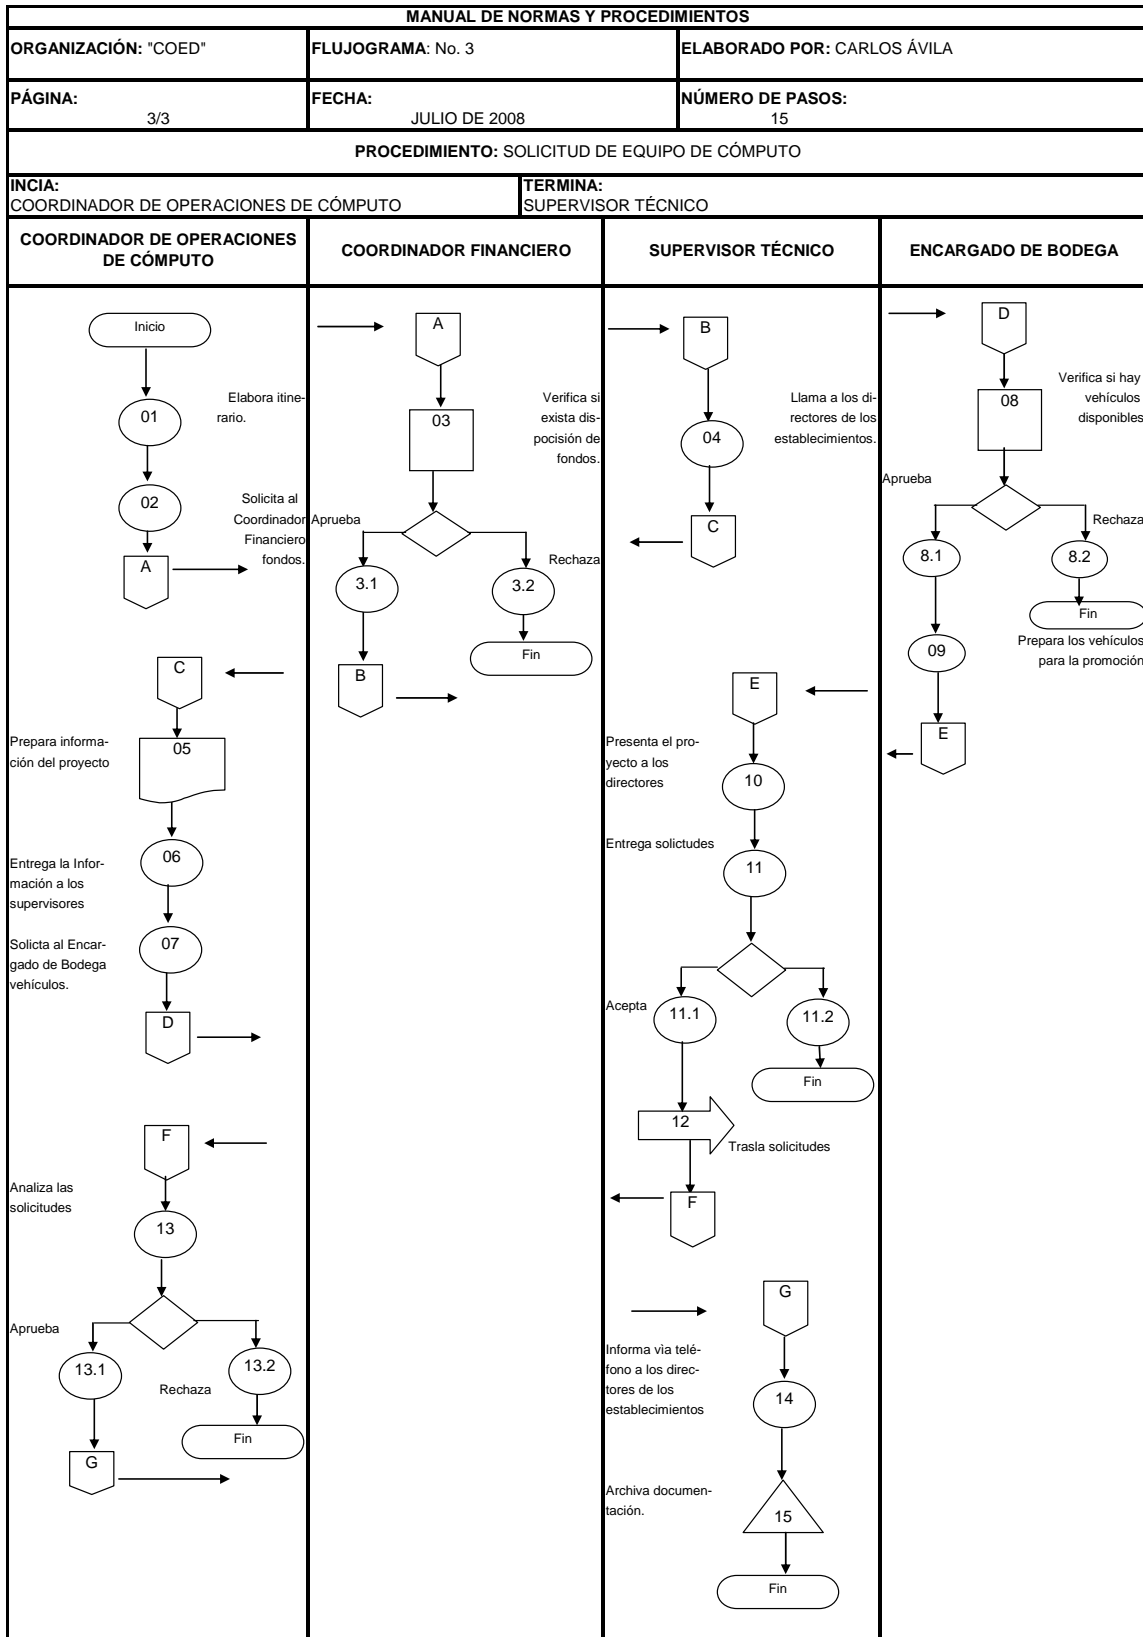 MANUAL DE NORMAS Y PROCEDIMIENTOS
ORGANIZACIÓN: "COED"
FLUJOGRAMA: No. 3
ELABORADO POR: CARLOS ÁVILA
PÁGINA:
3/3
FECHA:
JULIO DE 2008
NÚMERO DE PASOS:
15
PROCEDIMIENTO: SOLICITUD DE EQUIPO DE CÓMPUTO
INCIA:
COORDINADOR DE OPERACIONES DE CÓMPUTO
TERMINA:
SUPERVISOR TÉCNICO
COORDINADOR DE OPERACIONES
DE CÓMPUTO
COORDINADOR FINANCIERO
SUPERVISOR TÉCNICO
ENCARGADO DE BODEGA
Inicio
01
Elabora itine-
rario.
02
Solicita al
Coordinador
Financiero
fondos.
A
C
Prepara informa-
ción del proyecto
05
06
Entrega la Infor-
mación a los
supervisores
07
Solicta al Encar-
gado de Bodega
vehículos.
D
F
Analiza las
solicitudes
13
Aprueba
13.1
13.2
Rechaza
Fin
G
A
03
Verifica si
exista dis-
pocisión de
fondos.
Aprueba
Rechaza
3.1
3.2
Fin
B
B
Llama a los di-
rectores de los
establecimientos.
04
C
E
Presenta el pro-
yecto a los
directores
10
Entrega solictudes
11
Acepta
11.1
11.2
Fin
12
Trasla solicitudes
F
G
Informa vìa telé-
fono a los direc-
tores de los
establecimientos
14
Archiva documen-
tación.
15
Fin
D
Verifica si hay
vehículos
disponibles
08
Aprueba
Rechaza
8.1
8.2
Fin
09
Prepara los vehículos
para la promoción
E